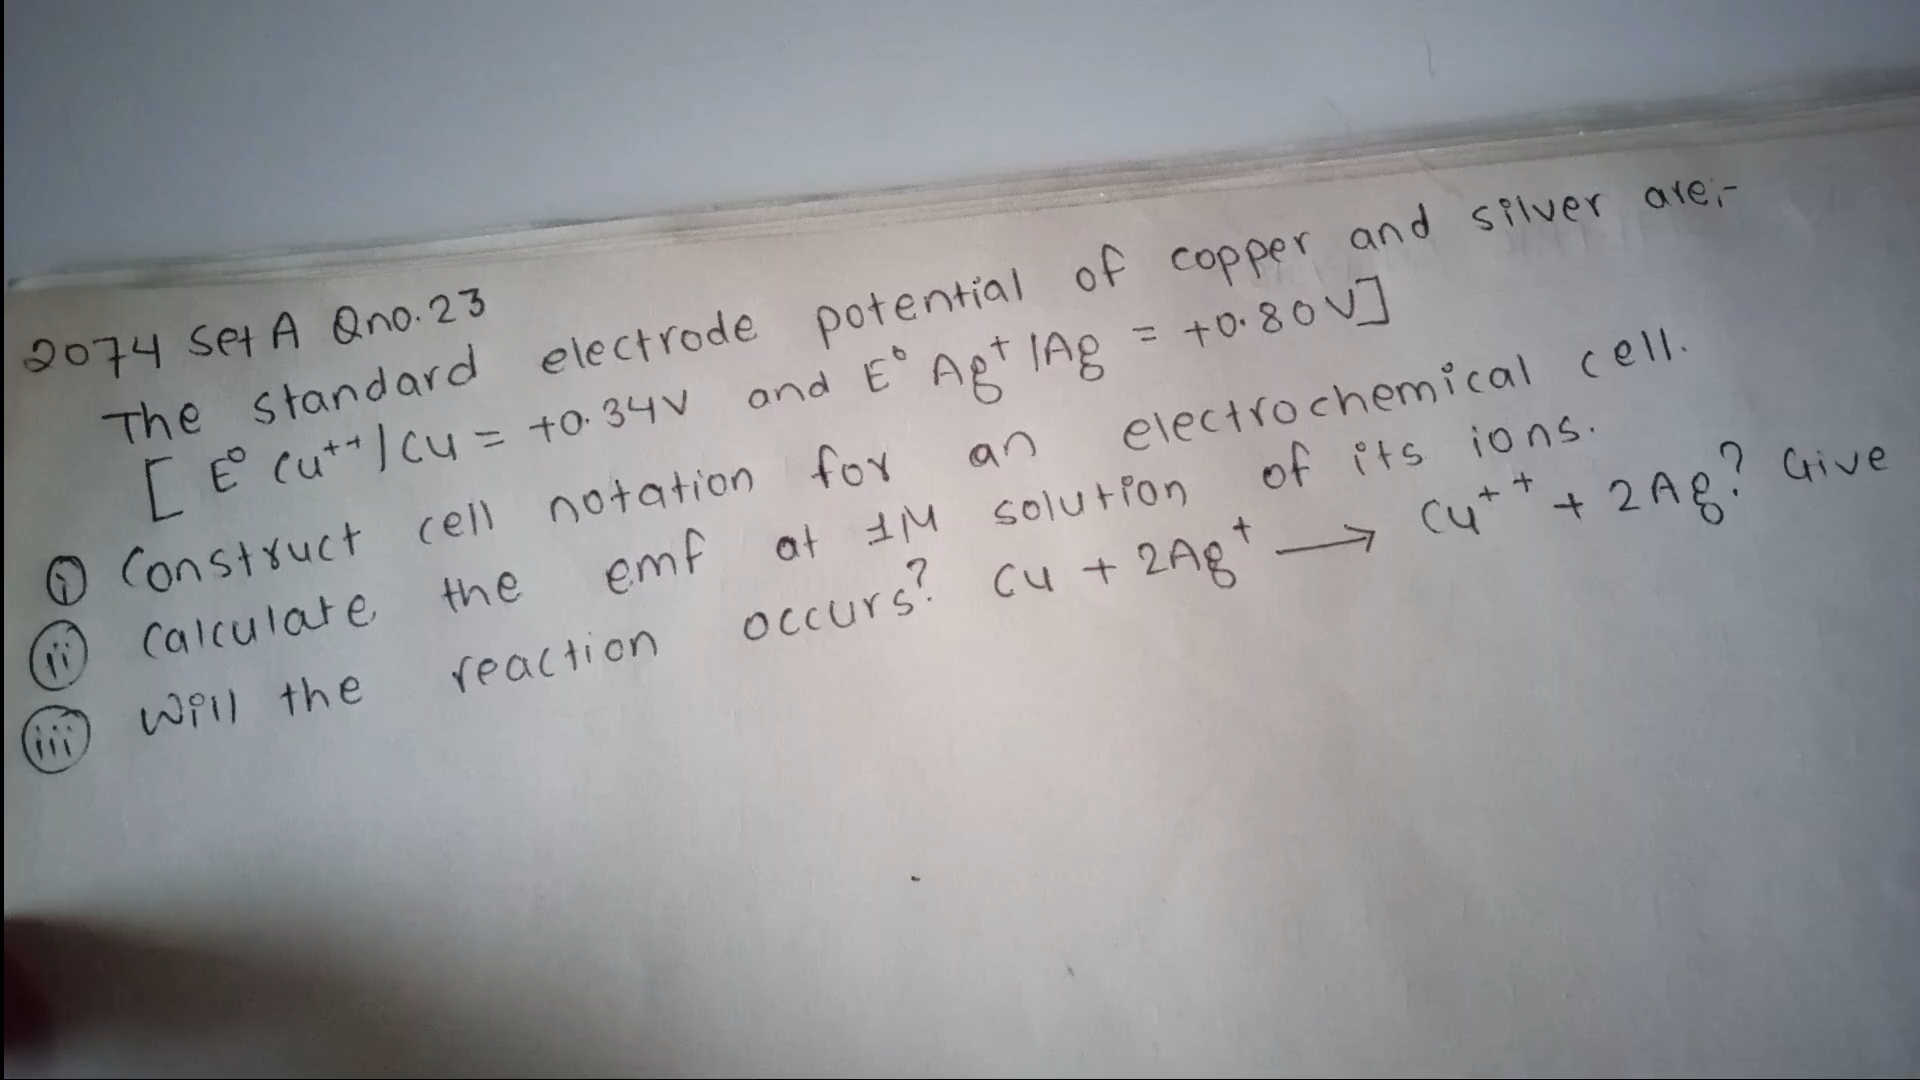 2074 Set A Qno.23
The standard electrode potential of copper and silver are:-
[ E° Cu⁺⁺/Cu = +0.34V and E° Ag⁺/Ag = +0.80V]
(i) Construct cell notation for an electrochemical cell.
(ii) Calculate the emf at 1M solution of its ions.
(iii) Will the reaction occurs? Cu + 2Ag⁺ → Cu⁺⁺ + 2Ag? Give